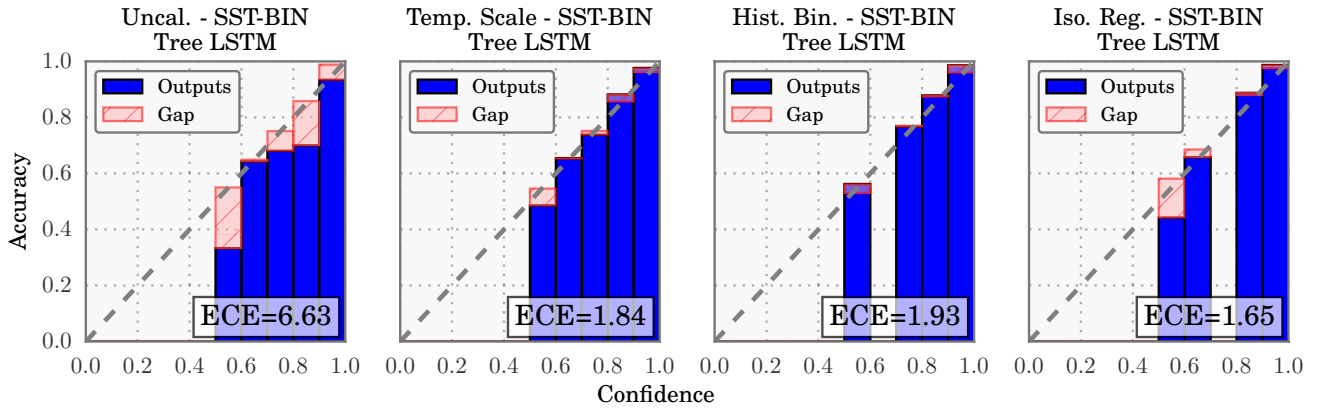 Uncal. - SST-BIN
Tree LSTM
Temp. Scale - SST-BIN
Tree LSTM
Hist. Bin. - SST-BIN
Tree LSTM
Iso. Reg. - SST-BIN
Tree LSTM
Accuracy
1.0
0.8
0.6
0.4
0.2
0.0
Outputs
Gap
ECE=6.63
0.0 0.2 0.4 0.6 0.8 1.0
Outputs
Gap
ECE=1.84
0.0 0.2 0.4 0.6 0.8 1.0
Outputs
Gap
ECE=1.93
0.0 0.2 0.4 0.6 0.8 1.0
Outputs
Gap
ECE=1.65
0.0 0.2 0.4 0.6 0.8 1.0
Confidence